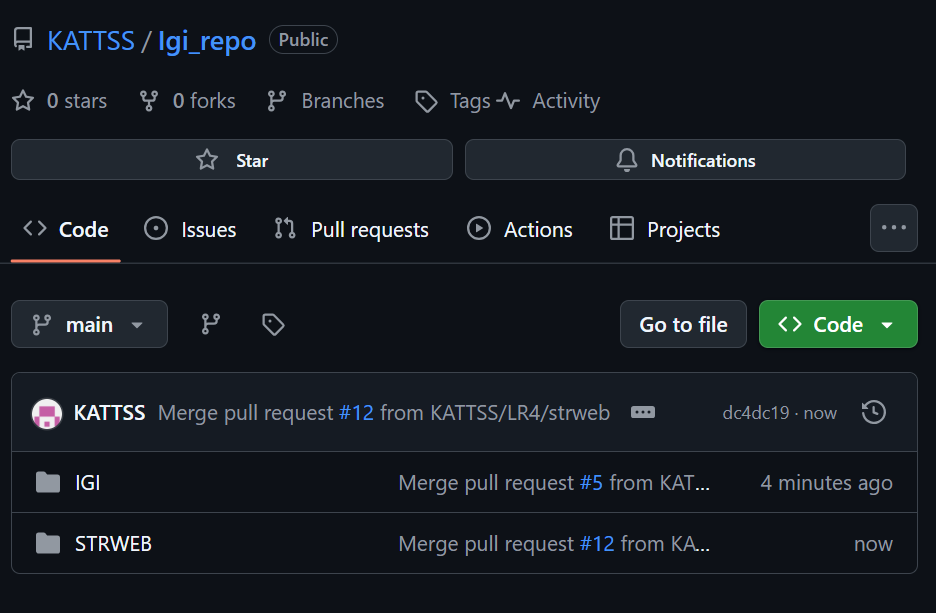 KATTSS / Igi_repo Public
0 stars 0 forks Branches Tags Activity
Star Notifications
Code Issues Pull requests Actions Projects
main Go to file Code
KATTSS Merge pull request #12 from KATTSS/LR4/strweb dc4dc19 · now
IGI Merge pull request #5 from KAT... 4 minutes ago
STRWEB Merge pull request #12 from KA... now